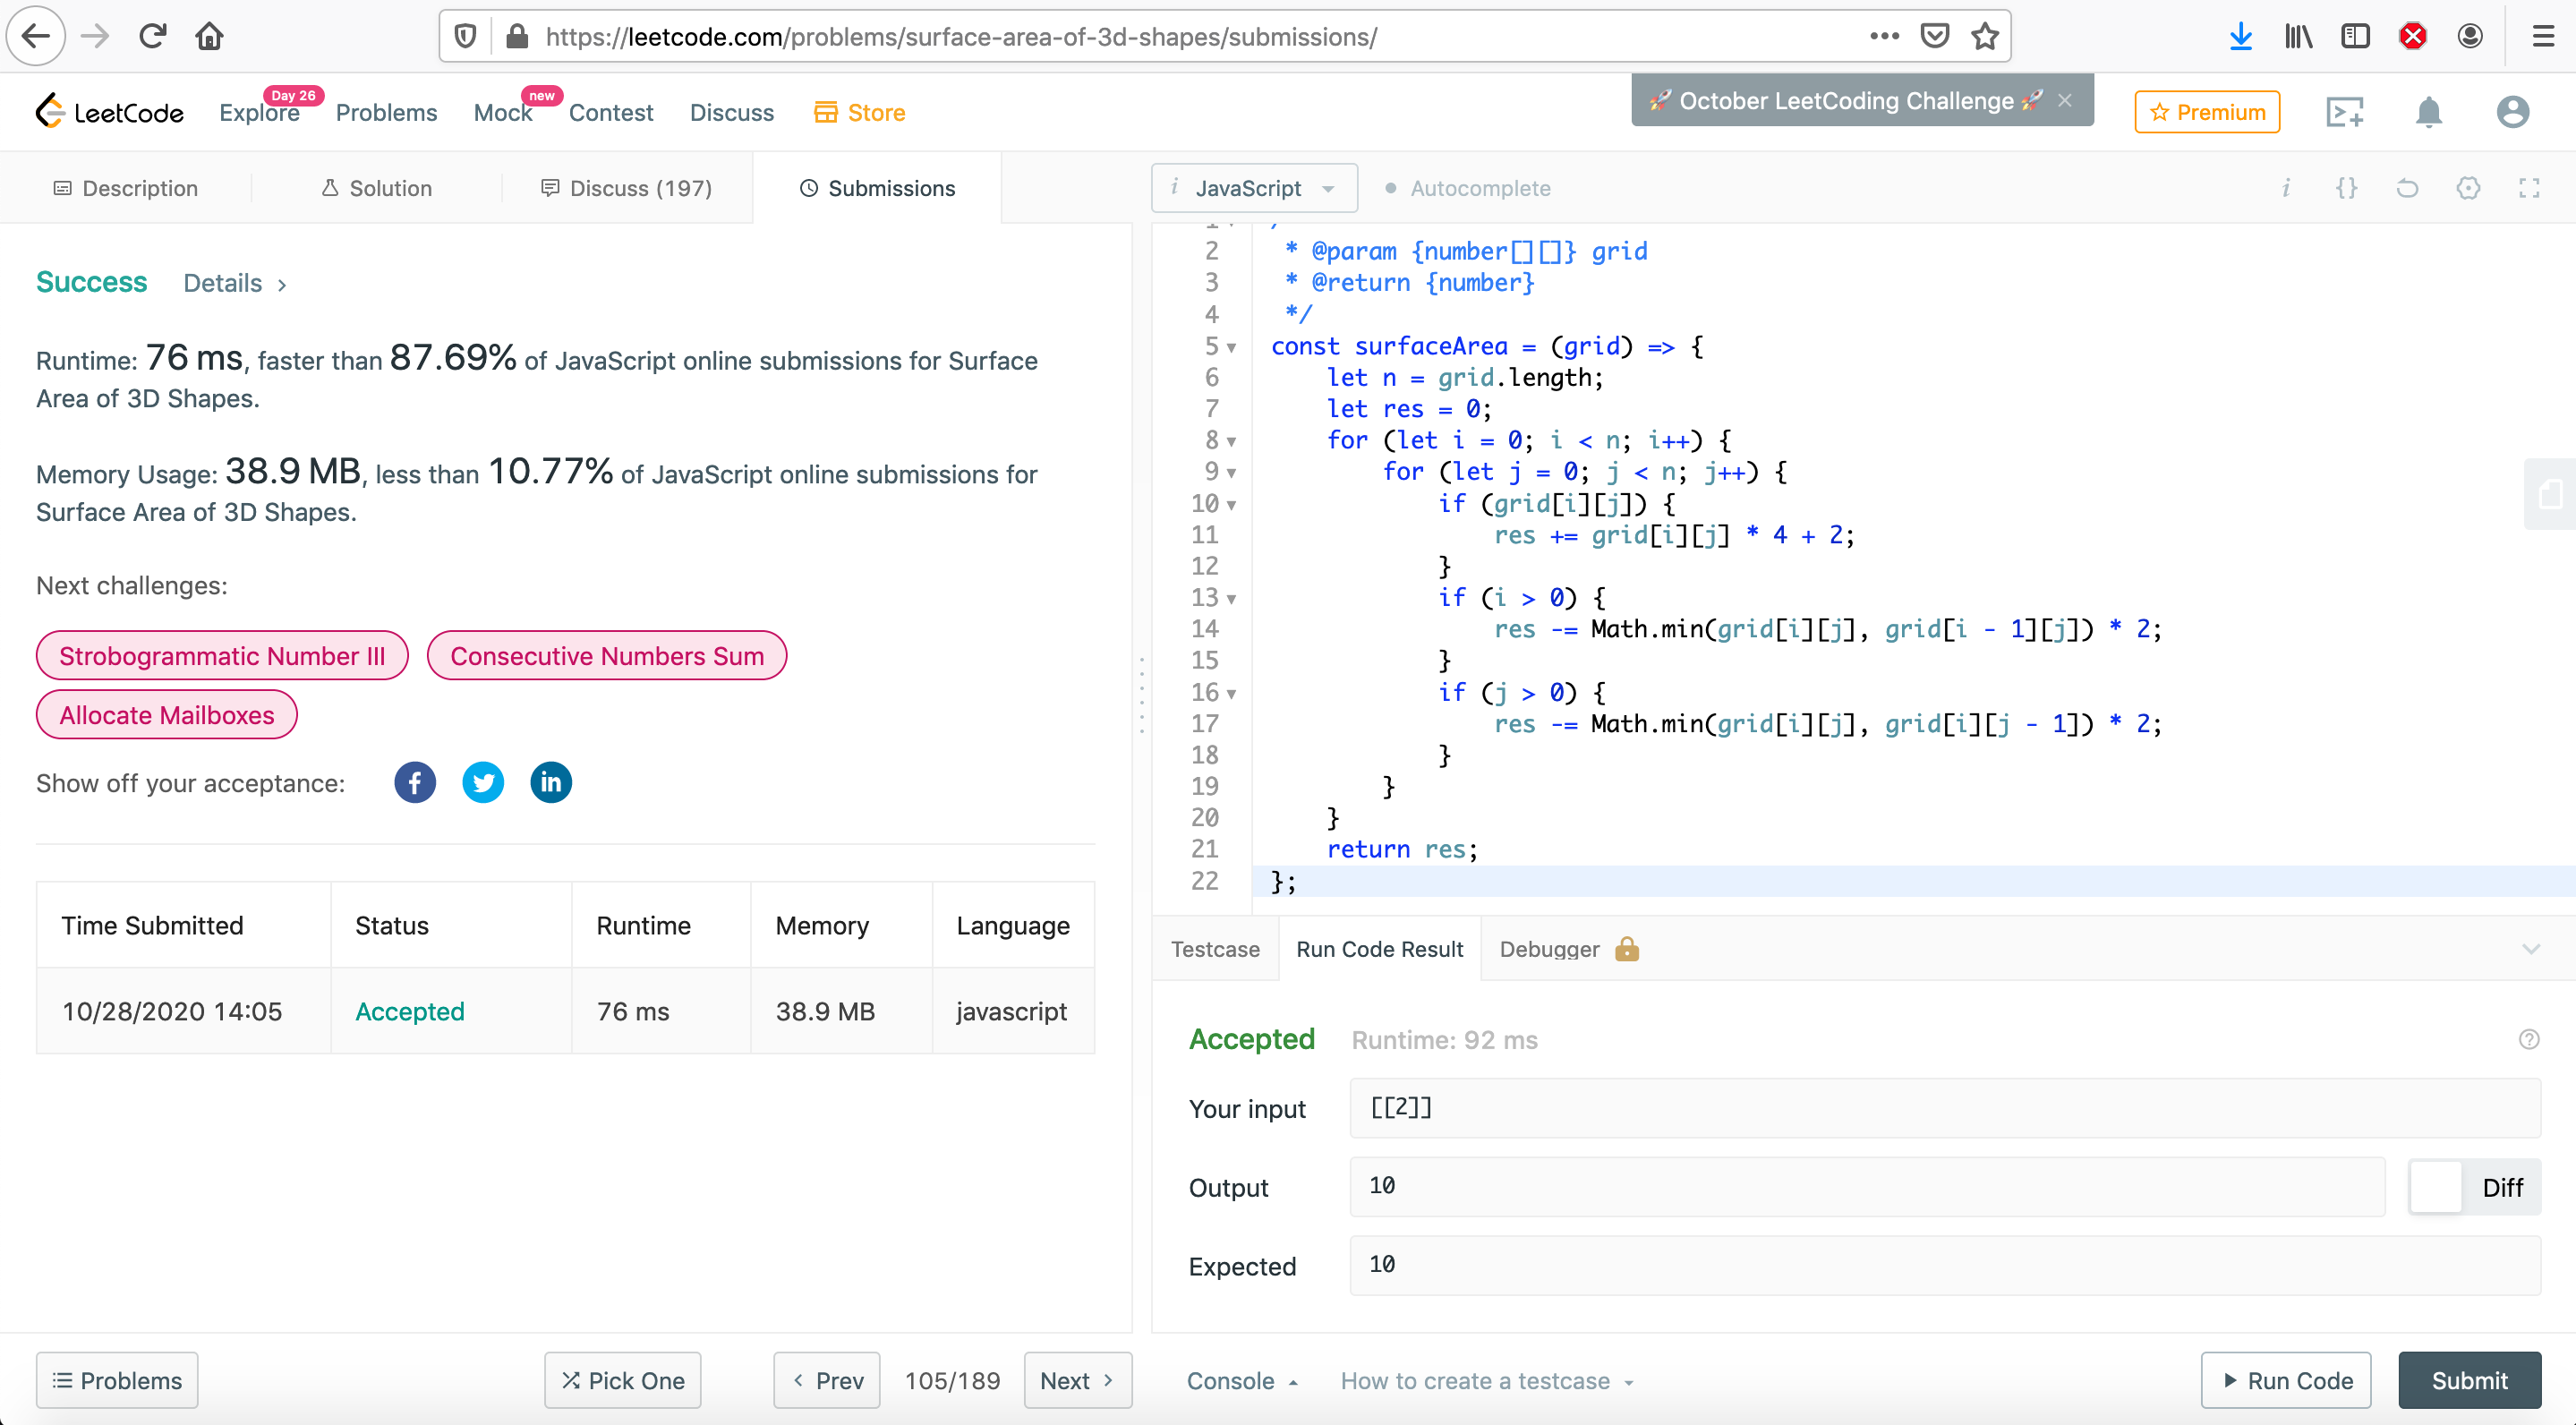 https://leetcode.com/problems/surface-area-of-3d-shapes/submissions/
LeetCode
Explore
Day 26
Problems
Mock
new
Contest
Discuss
Store
🚀 October LeetCoding Challenge 🚀 ×
Premium
Description
Solution
Discuss (197)
Submissions
i JavaScript
Autocomplete
Success Details >
Runtime: 76 ms, faster than 87.69% of JavaScript online submissions for Surface
Area of 3D Shapes.
Memory Usage: 38.9 MB, less than 10.77% of JavaScript online submissions for
Surface Area of 3D Shapes.
Next challenges:
Strobogrammatic Number III
Consecutive Numbers Sum
Allocate Mailboxes
Show off your acceptance:
Time Submitted Status Runtime Memory Language
10/28/2020 14:05 Accepted 76 ms 38.9 MB javascript
2  * @param {number[][]} grid
3  * @return {number}
4  */
5 const surfaceArea = (grid) => {
6     let n = grid.length;
7     let res = 0;
8     for (let i = 0; i < n; i++) {
9         for (let j = 0; j < n; j++) {
10             if (grid[i][j]) {
11                 res += grid[i][j] * 4 + 2;
12             }
13             if (i > 0) {
14                 res -= Math.min(grid[i][j], grid[i - 1][j]) * 2;
15             }
16             if (j > 0) {
17                 res -= Math.min(grid[i][j], grid[i][j - 1]) * 2;
18             }
19         }
20     }
21     return res;
22 };
Testcase
Run Code Result
Debugger
Accepted Runtime: 92 ms
Your input [[2]]
Output 10
Diff
Expected 10
Problems
Pick One
< Prev
105/189
Next >
Console
How to create a testcase
Run Code
Submit